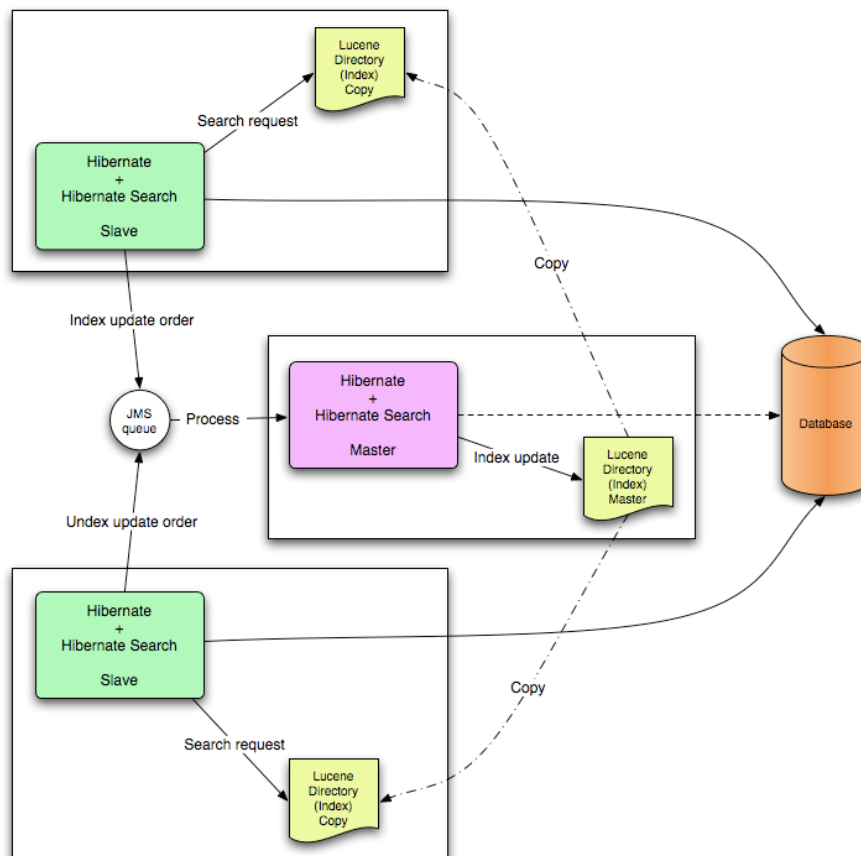 Lucene
Directory
(Index)
Copy
Search request
Hibernate
+
Hibernate Search
Slave
Copy
Index update order
Hibernate
+
Hibernate Search
Master
JMS
queue
Process
Database
Index update
Lucene
Directory
(Index)
Master
Undex update order
Hibernate
+
Hibernate Search
Slave
Copy
Search request
Lucene
Directory
(Index)
Copy